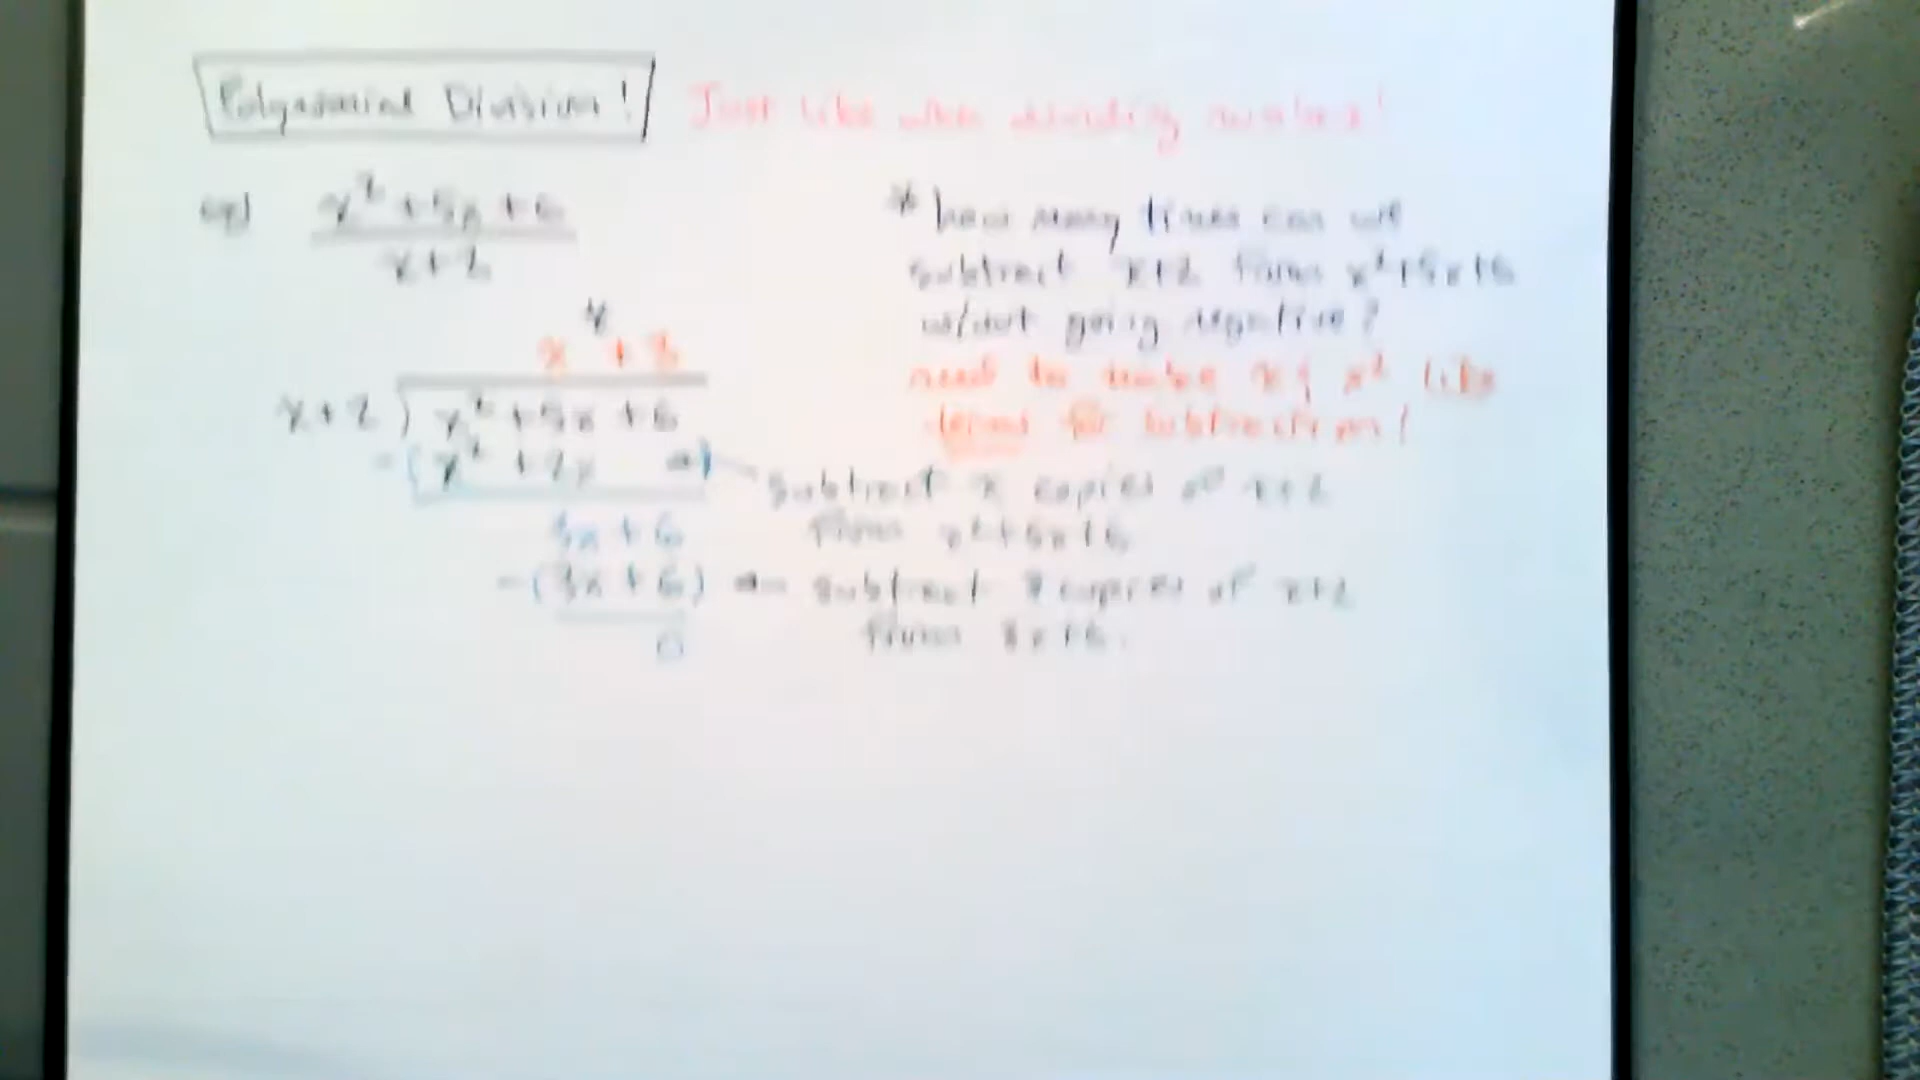 Polynomial Division! Just like when dividing numbers!
eg) x² + 5x + 6
x + 2
* how many times can we
subtract x+2 from x²+5x+6
w/out going negative?
need to make x & x² like
terms for subtraction!
*
x + 3
x + 2 ) x² + 5x + 6
-( x² + 2x )
subtract x copies of x+2
from x²+5x+6
3x + 6
-(3x + 6) subtract 3 copies of x+2
from 3x+6.
0